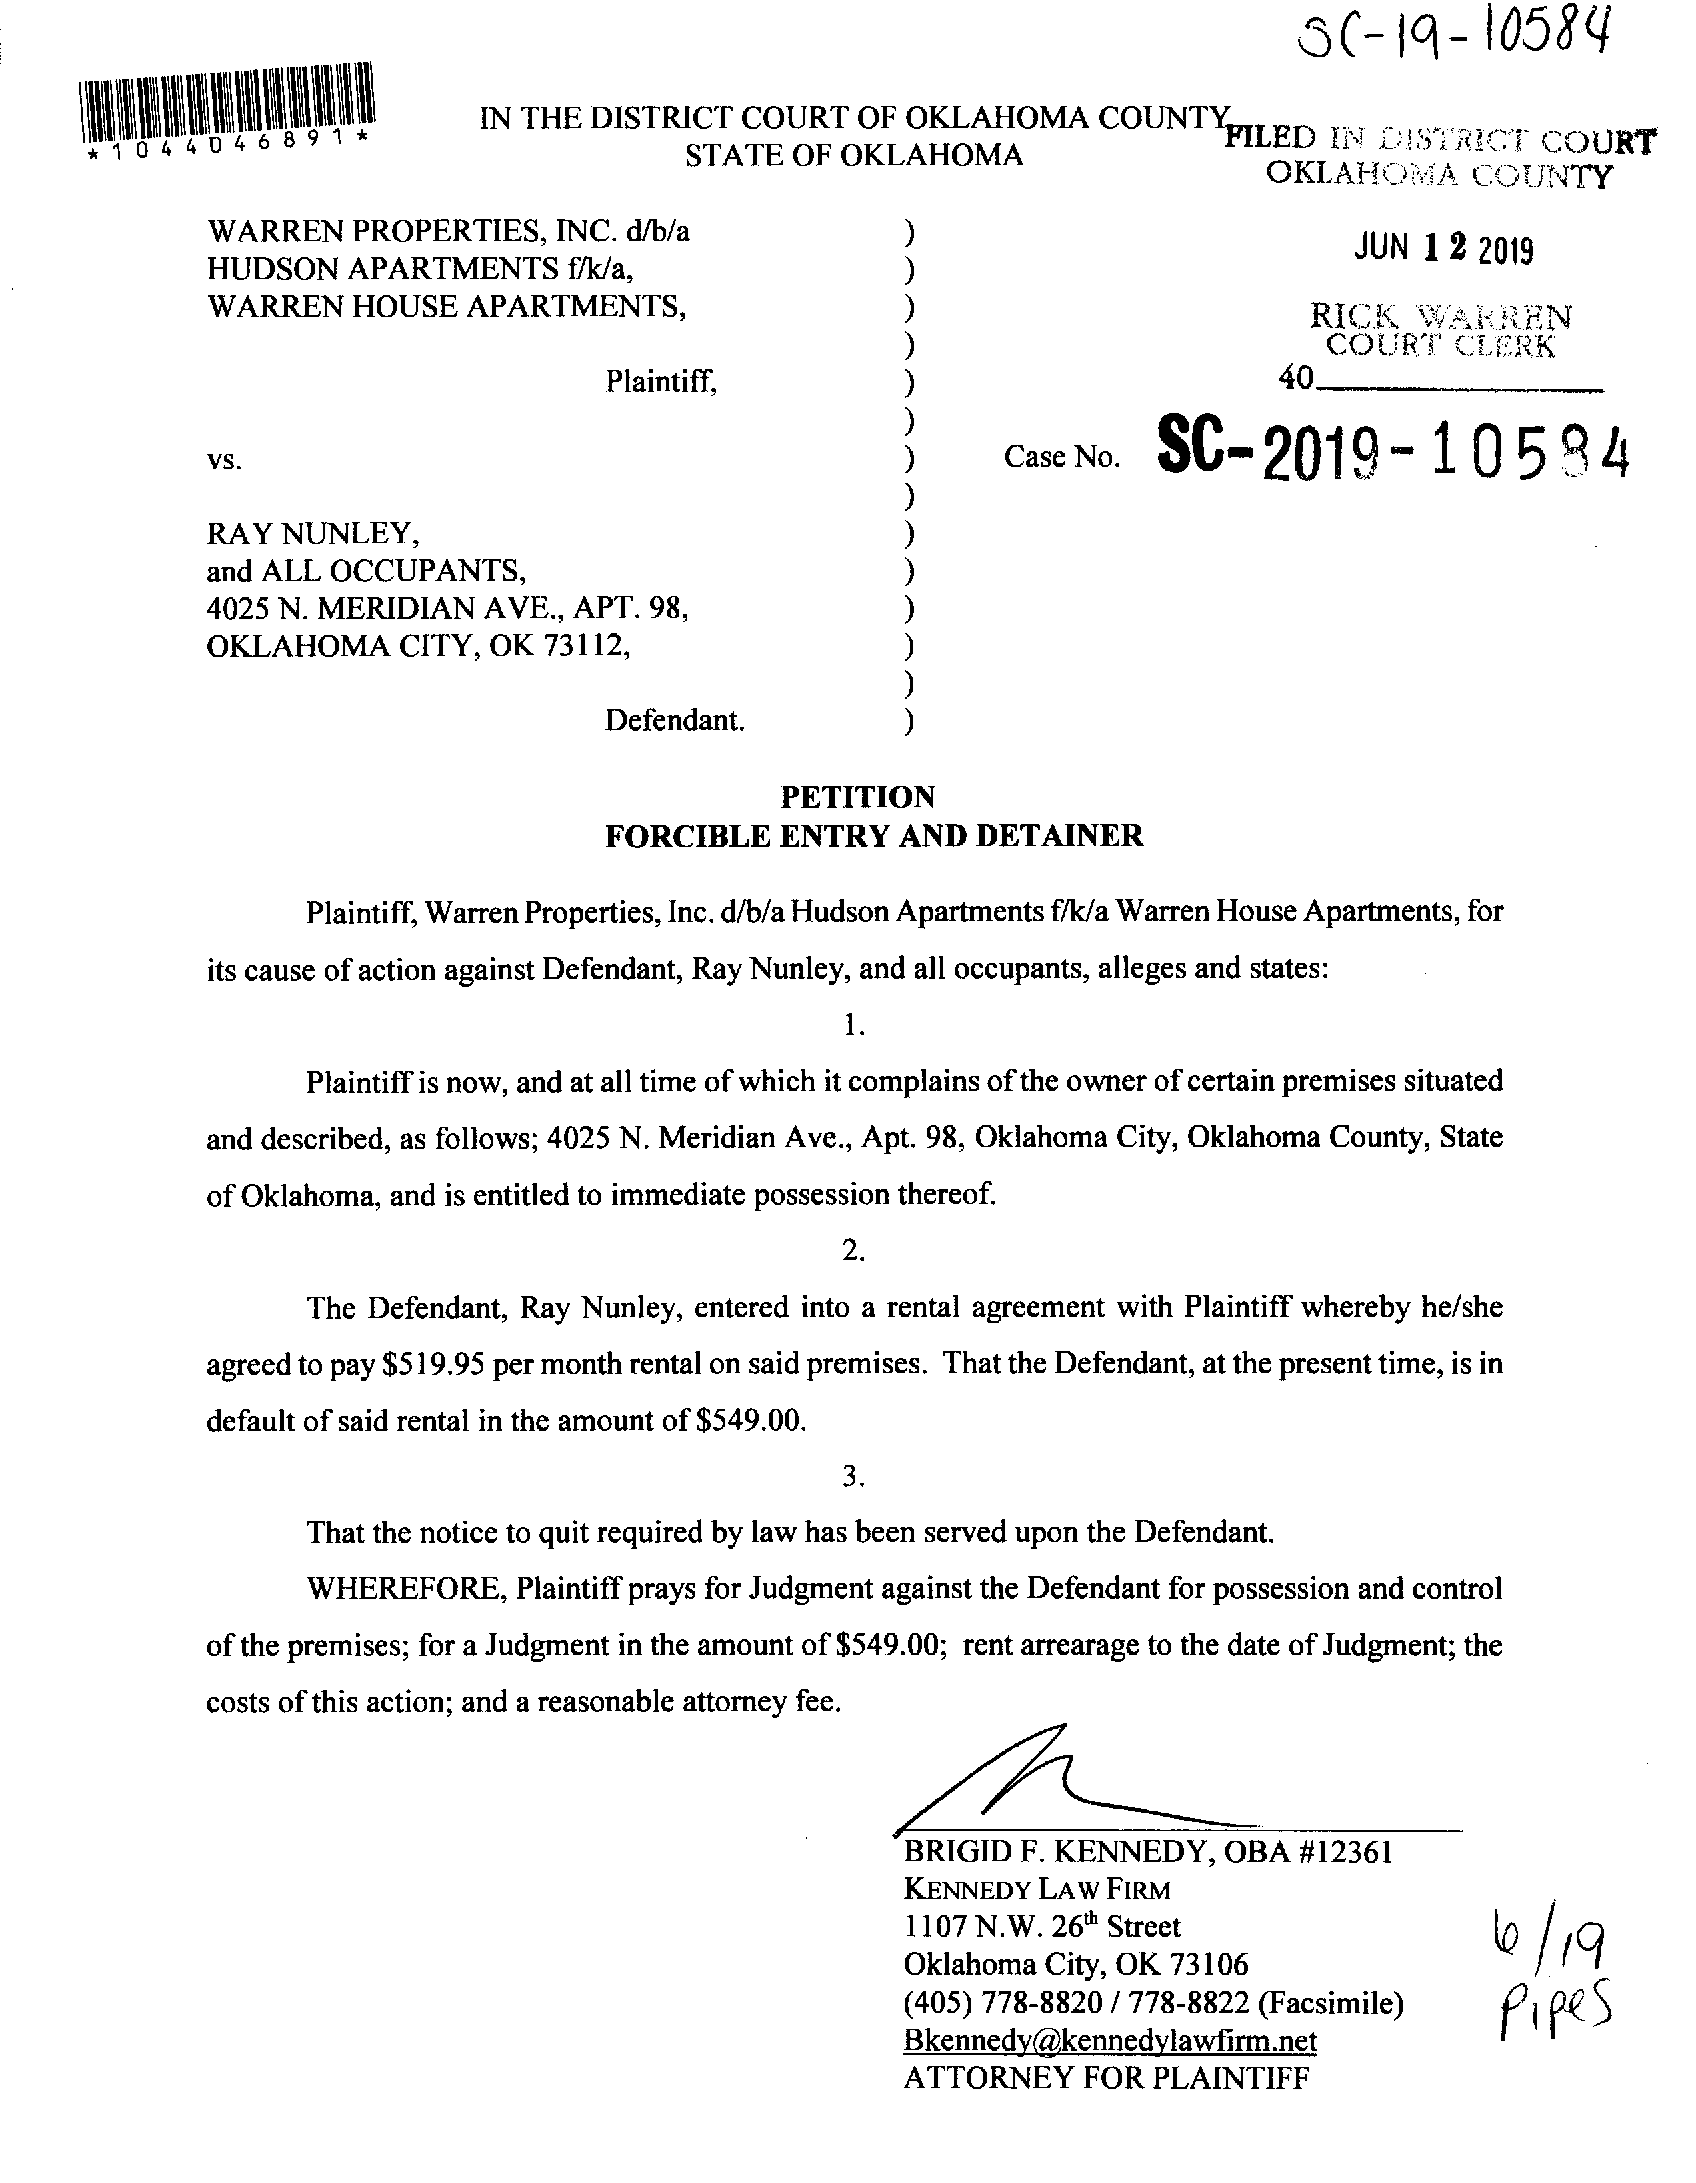 SC-19-10584
*1044046891*
IN THE DISTRICT COURT OF OKLAHOMA COUNTY
STATE OF OKLAHOMA
FILED IN DISTRICT COURT
OKLAHOMA COUNTY
JUN 12 2019
RICK WARREN
COURT CLERK
40
WARREN PROPERTIES, INC. d/b/a )
HUDSON APARTMENTS f/k/a, )
WARREN HOUSE APARTMENTS, )
)
Plaintiff, )
)
vs. ) Case No. SC-2019-10584
)
RAY NUNLEY, )
and ALL OCCUPANTS, )
4025 N. MERIDIAN AVE., APT. 98, )
OKLAHOMA CITY, OK 73112, )
)
Defendant. )
PETITION
FORCIBLE ENTRY AND DETAINER
Plaintiff, Warren Properties, Inc. d/b/a Hudson Apartments f/k/a Warren House Apartments, for
its cause of action against Defendant, Ray Nunley, and all occupants, alleges and states:
1.
Plaintiff is now, and at all time of which it complains of the owner of certain premises situated
and described, as follows; 4025 N. Meridian Ave., Apt. 98, Oklahoma City, Oklahoma County, State
of Oklahoma, and is entitled to immediate possession thereof.
2.
The Defendant, Ray Nunley, entered into a rental agreement with Plaintiff whereby he/she
agreed to pay $519.95 per month rental on said premises. That the Defendant, at the present time, is in
default of said rental in the amount of $549.00.
3.
That the notice to quit required by law has been served upon the Defendant.
WHEREFORE, Plaintiff prays for Judgment against the Defendant for possession and control
of the premises; for a Judgment in the amount of $549.00; rent arrearage to the date of Judgment; the
costs of this action; and a reasonable attorney fee.
BRIGID F. KENNEDY, OBA #12361
KENNEDY LAW FIRM
1107 N.W. 26th Street
Oklahoma City, OK 73106
(405) 778-8820 / 778-8822 (Facsimile)
Bkennedy@kennedylawfirm.net
ATTORNEY FOR PLAINTIFF
6/19
Pipes